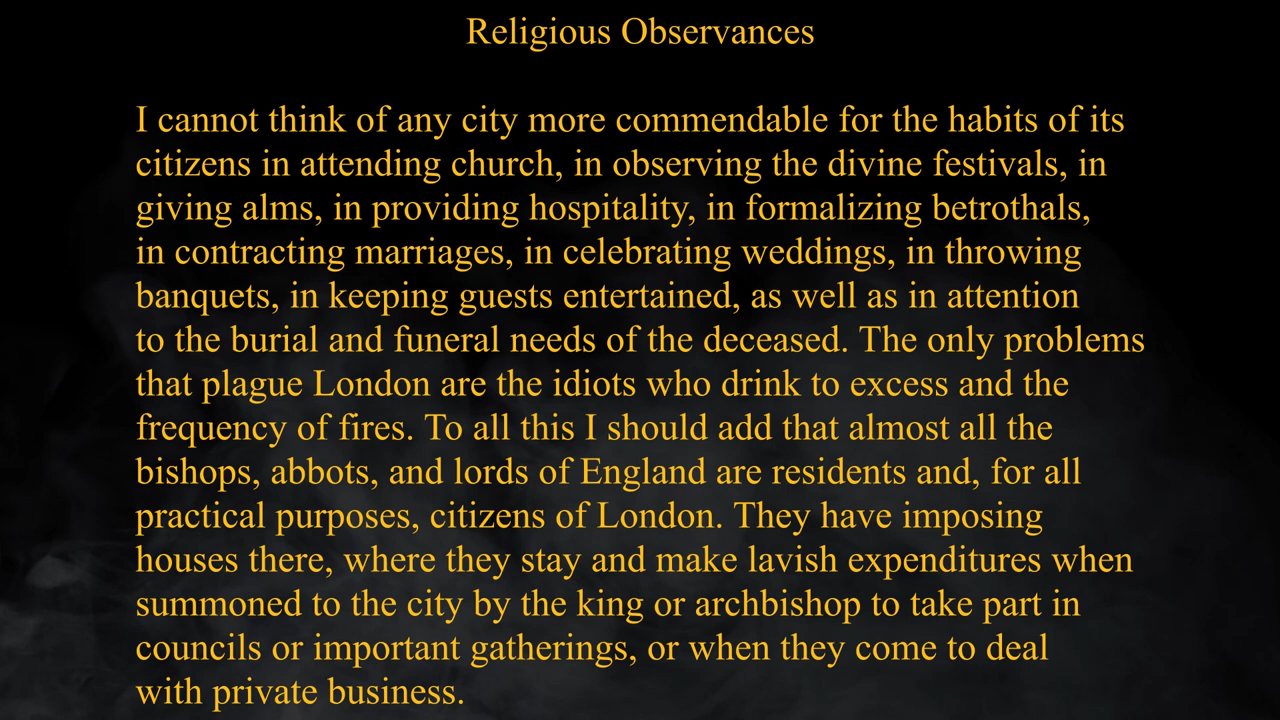 Religious Observances
I cannot think of any city more commendable for the habits of its
citizens in attending church, in observing the divine festivals, in
giving alms, in providing hospitality, in formalizing betrothals,
in contracting marriages, in celebrating weddings, in throwing
banquets, in keeping guests entertained, as well as in attention
to the burial and funeral needs of the deceased. The only problems
that plague London are the idiots who drink to excess and the
frequency of fires. To all this I should add that almost all the
bishops, abbots, and lords of England are residents and, for all
practical purposes, citizens of London. They have imposing
houses there, where they stay and make lavish expenditures when
summoned to the city by the king or archbishop to take part in
councils or important gatherings, or when they come to deal
with private business.